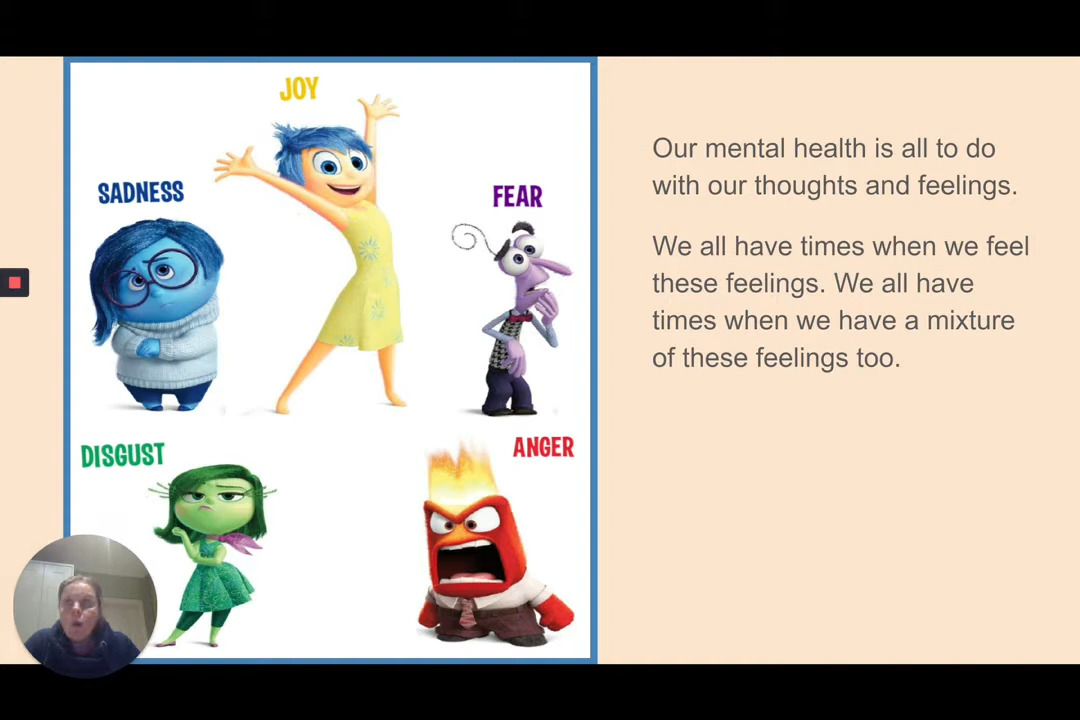 JOY
SADNESS
FEAR
DISGUST
ANGER
Our mental health is all to do
with our thoughts and feelings.
We all have times when we feel
these feelings. We all have
times when we have a mixture
of these feelings too.